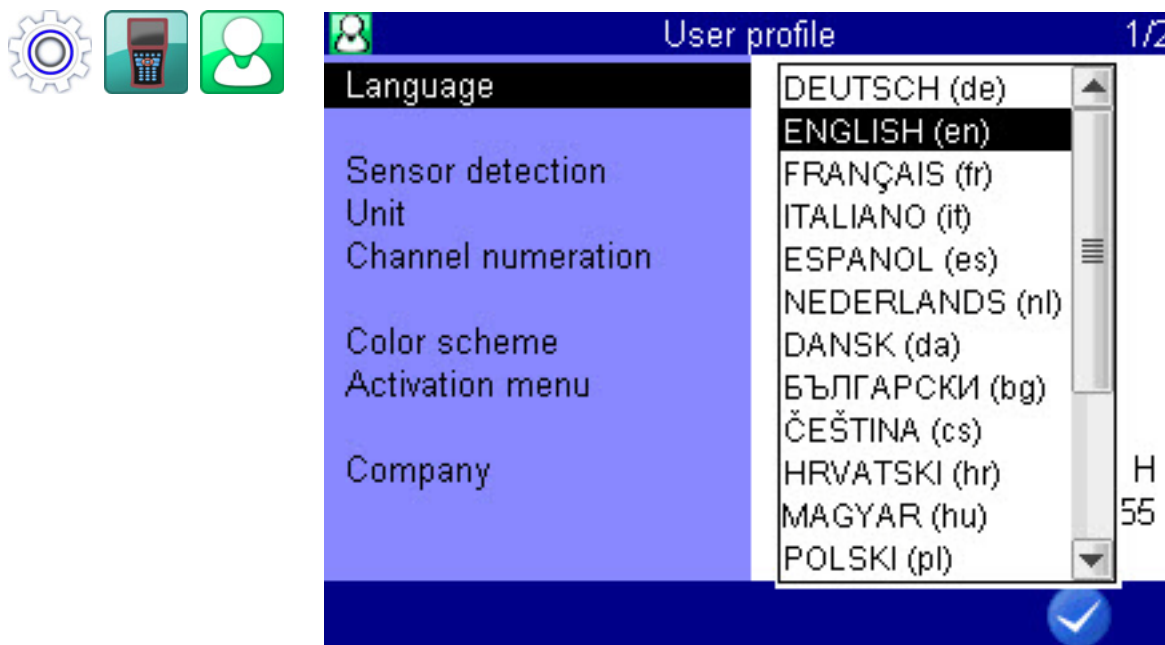 User profile 1/2
Language
Sensor detection
Unit
Channel numeration
Color scheme
Activation menu
Company
DEUTSCH (de)
ENGLISH (en)
FRANÇAIS (fr)
ITALIANO (it)
ESPANOL (es)
NEDERLANDS (nl)
DANSK (da)
БЪЛГАРСКИ (bg)
ČEŠTINA (cs)
HRVATSKI (hr)
MAGYAR (hu)
POLSKI (pl)
H
55